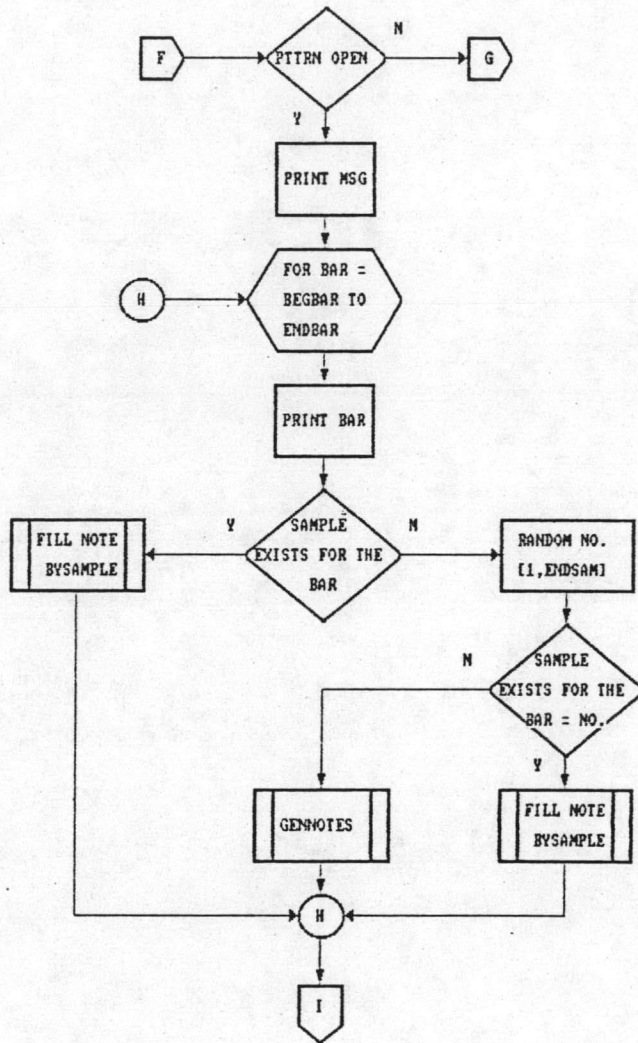 N
F
PTTRN OPEN
G
Y
PRINT MSG
FOR BAR =
BEGBAR TO
ENDBAR
H
PRINT BAR
Y
SAMPLE
EXISTS FOR THE
BAR
N
FILL NOTE
BYSAMPLE
RANDOM NO.
[1,ENDSAM]
N
SAMPLE
EXISTS FOR THE
BAR = NO.
Y
GENNOTES
FILL NOTE
BYSAMPLE
H
I